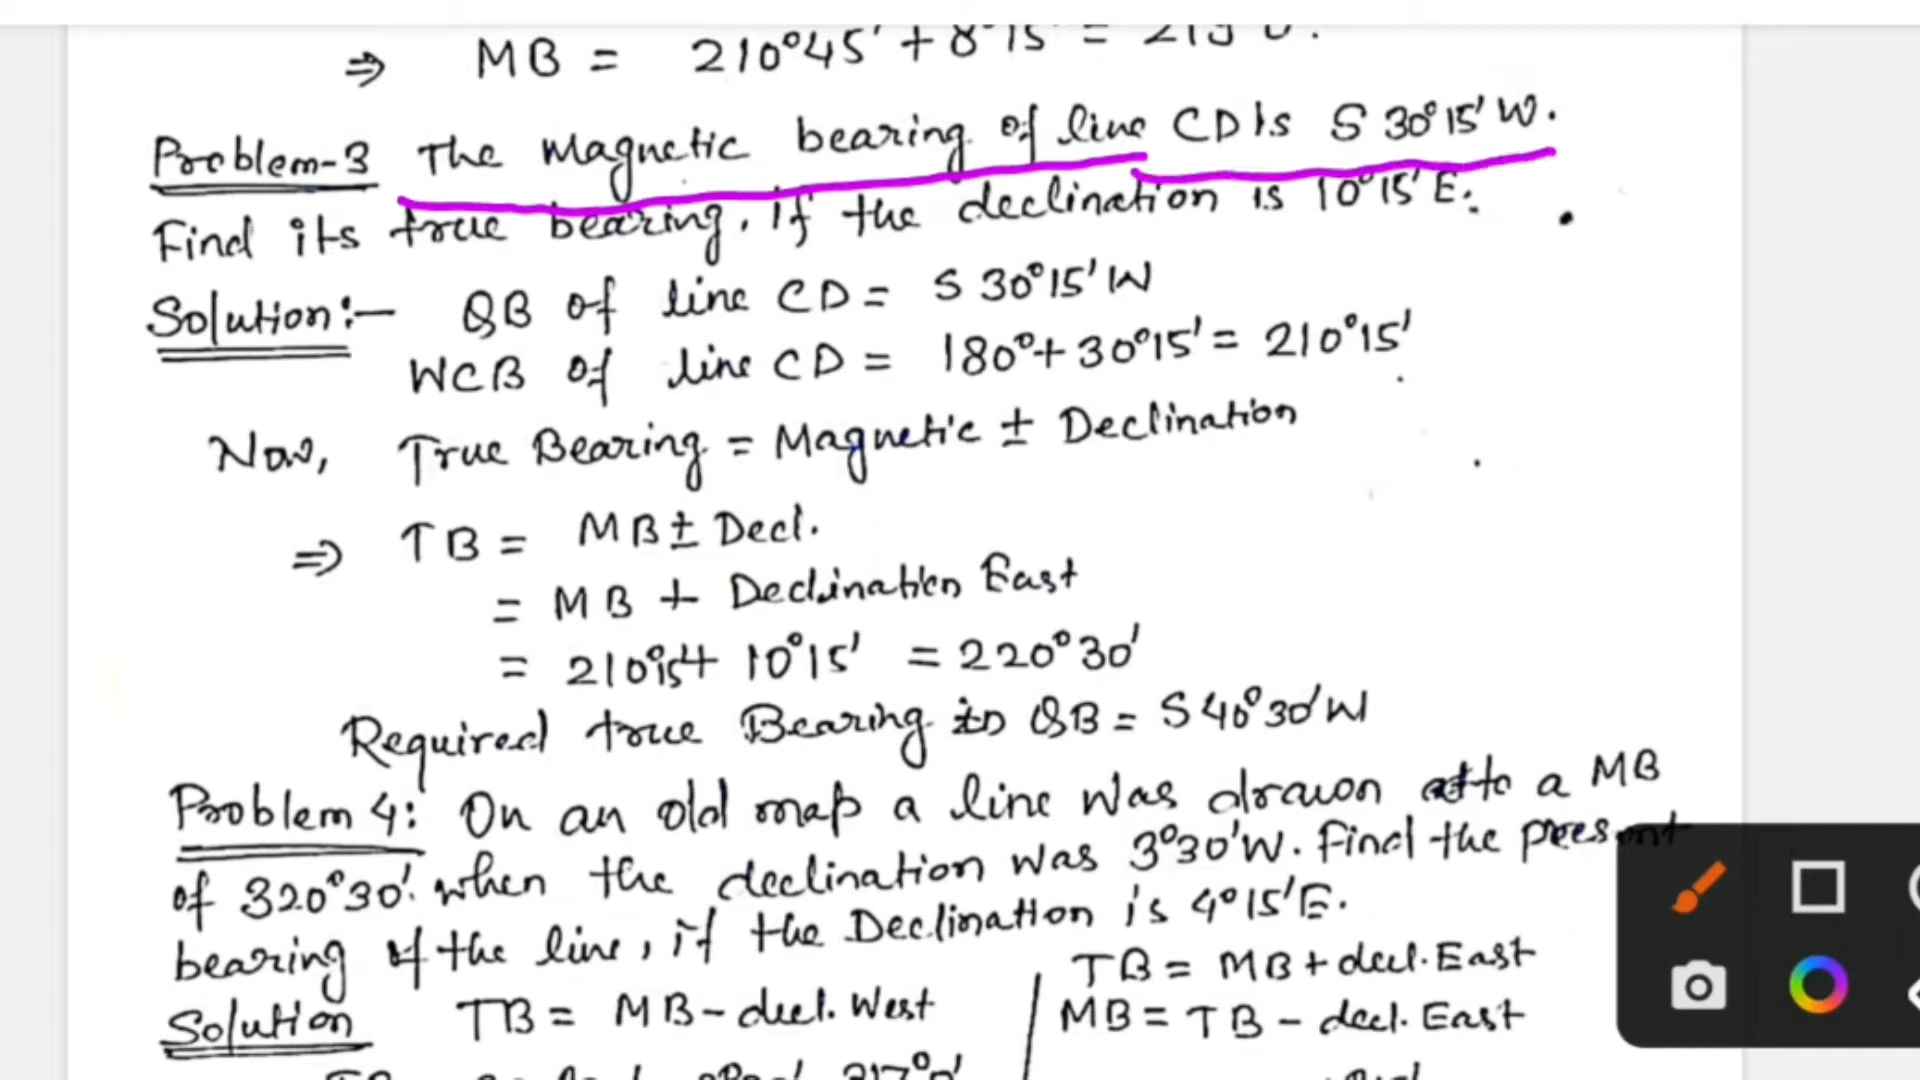 ⇒ MB = 210°45' + 8°15' =
Problem-3 The Magnetic bearing of line CD is S 30°15' W.
Find its true bearing, if the declination is 10°15' E.
Solution:- QB of line CD = S 30°15' W
WCB of line CD = 180°+ 30°15' = 210°15'
Now, True Bearing = Magnetic ± Declination
⇒ TB = MB ± Decl.
= MB + Declination East
= 210°15'+ 10°15' = 220°30'
Required true Bearing in QB = S 40°30' W
Problem 4: On an old map a line was drawn to a MB
of 320°30' when the declination was 3°30'W. Find the present
bearing of the line, if the Declination is 4°15'E.
TB = MB + decl. East
Solution TB = MB - decl. West
MB = TB - decl. East